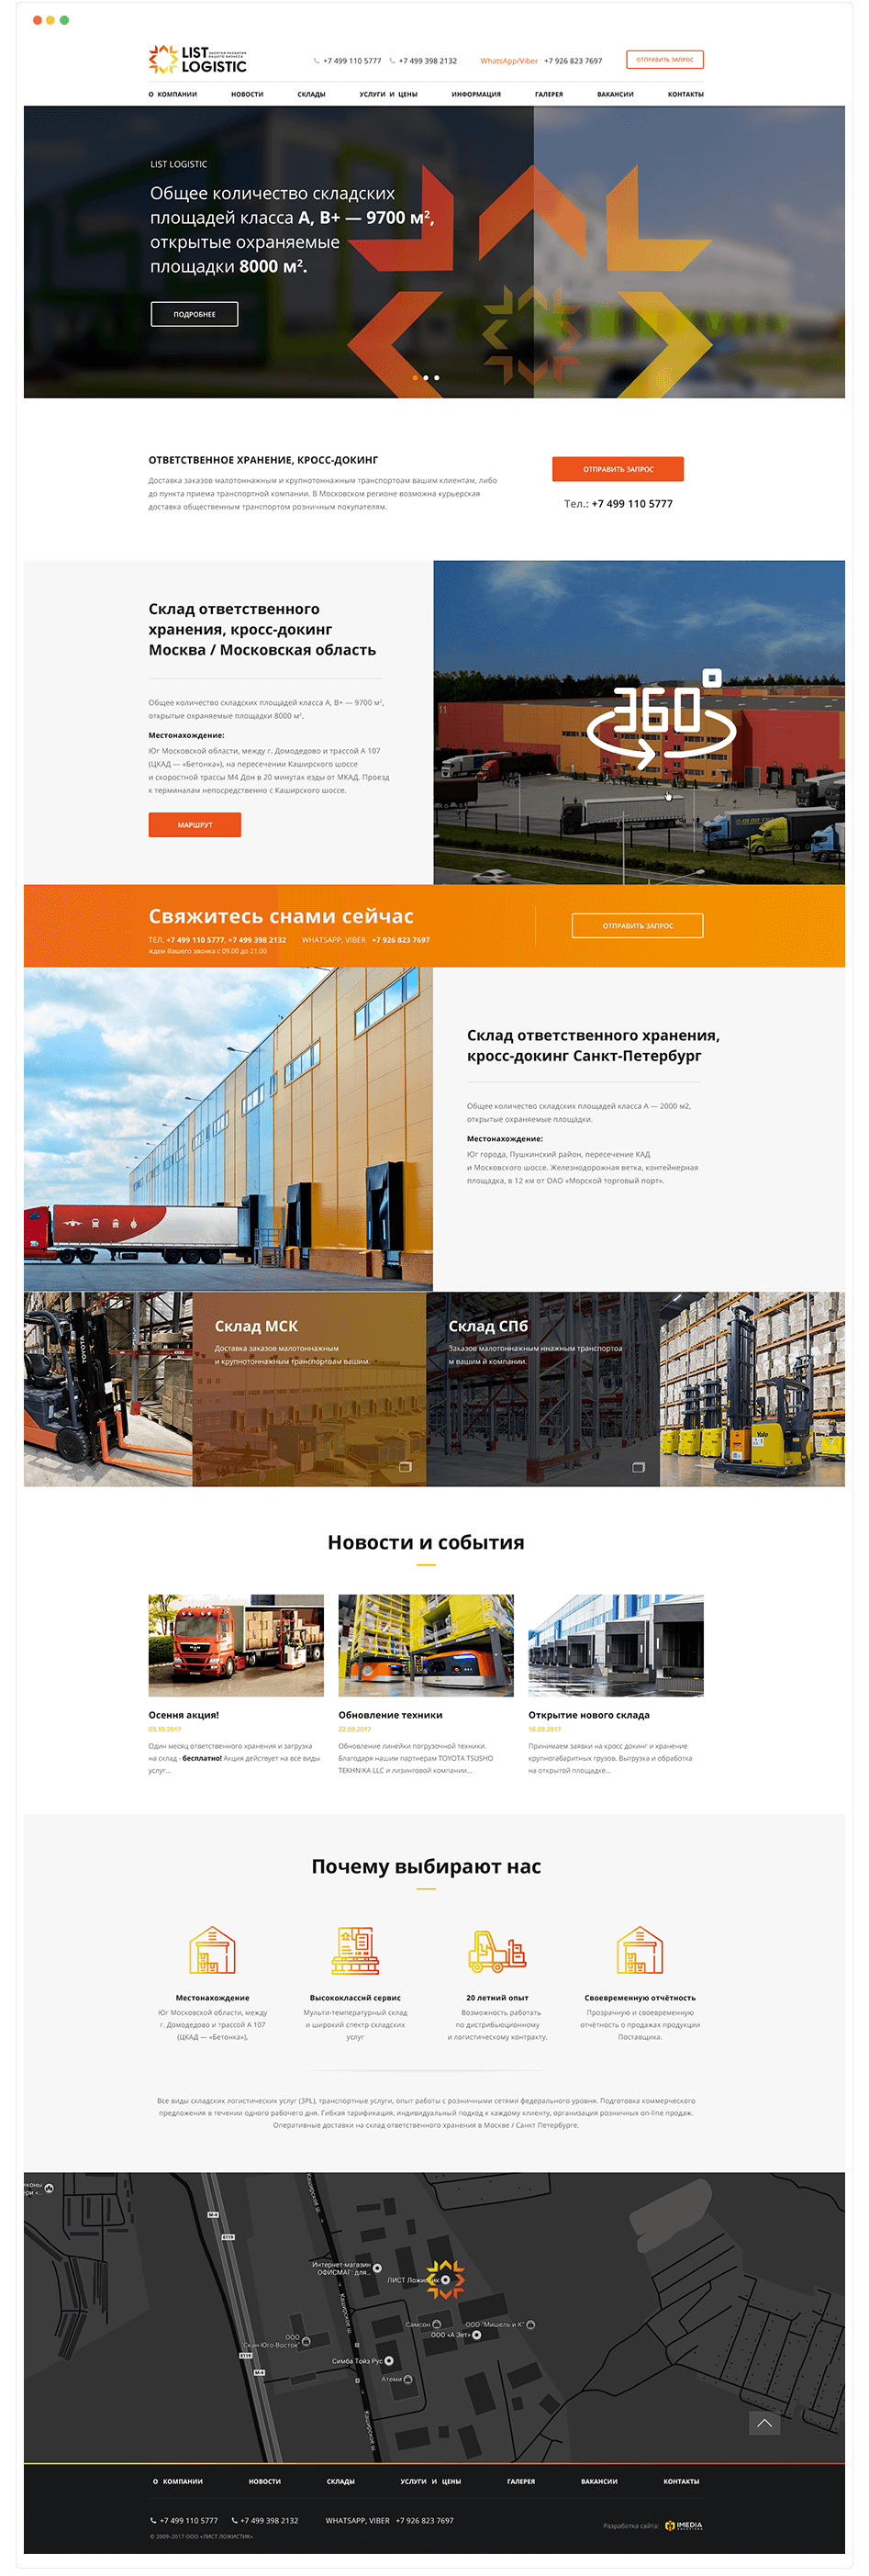 LIST
LOGISTIC
ЭНЕРГИЯ РАЗВИТИЯ
ВАШЕГО БИЗНЕСА
+7 499 110 5777
+7 499 398 2132
WhatsApp/Viber +7 926 823 7697
ОТПРАВИТЬ ЗАПРОС
О КОМПАНИИ
НОВОСТИ
СКЛАДЫ
УСЛУГИ И ЦЕНЫ
ИНФОРМАЦИЯ
ГАЛЕРЕЯ
ВАКАНСИИ
КОНТАКТЫ
LIST LOGISTIC
Общее количество складских
площадей класса А, В+ — 9700 м²,
открытые охраняемые
площадки 8000 м².
ПОДРОБНЕЕ
ОТВЕТСТВЕННОЕ ХРАНЕНИЕ, КРОСС-ДОКИНГ
Доставка заказов малотоннажным и крупнотоннажным транспортоам вашим клиентам, либо
до пункта приема транспортной компании. В Московском регионе возможна курьерская
доставка общественным транспортом розничным покупателям.
ОТПРАВИТЬ ЗАПРОС
Тел.: +7 499 110 5777
Склад ответственного
хранения, кросс-докинг
Москва / Московская область
Общее количество складских площадей класса А, В+ — 9700 м²,
открытые охраняемые площадки 8000 м².
Местонахождение:
Юг Московской области, между г. Домодедово и трассой А 107
(ЦКАД — «Бетонка»), на пересечении Каширского шоссе
и скоростной трассы М4 Дон в 20 минутах езды от МКАД. Проезд
к терминалам непосредственно с Каширского шоссе.
МАРШРУТ
360
11
Свяжитесь снами сейчас
ТЕЛ. +7 499 110 5777, +7 499 398 2132
WHATSAPP, VIBER +7 926 823 7697
ждем Вашего звонка с 09.00 до 21.00
ОТПРАВИТЬ ЗАПРОС
Склад ответственного хранения,
кросс-докинг Санкт-Петербург
Общее количество складских площадей класса А — 2000 м2,
открытые охраняемые площадки.
Местонахождение:
Юг города, Пушкинский район, пересечение КАД
и Московского шоссе. Железнодорожная ветка, контейнерная
площадка, в 12 км от ОАО «Морской торговый порт».
Склад МСК
Доставка заказов малотоннажным
и крупнотоннажным транспортоам вашим.
Склад СПб
Заказов малотоннажным ннажным транспортоа
м вашим й компании.
Yale
Новости и события
Осення акция!
03.10.2017
Один месяц ответственного хранения и загрузка
на склад - бесплатно! Акция действует на все виды
услуг...
Обновление техники
22.09.2017
Обновление линейки погрузочной техники.
Благодаря нашим партнерам TOYOTA TSUSHO
TEKHNIKA LLC и лизинговой компании...
Открытие нового склада
16.09.2017
Принимаем заявки на кросс докинг и хранение
крупногабаритных грузов. Выгрузка и обработка
на открытой площадке...
Почему выбирают нас
Местонахождение
Юг Московской области, между
г. Домодедово и трассой А 107
(ЦКАД — «Бетонка»),
Высококлассий сервис
Мульти-температурный склад
и широкий спектр складских
услуг
20 летний опыт
Возможность работать
по дистрибьюционному
и логистическому контракту.
Своевременную отчётность
Прозрачную и своевременную
отчётность о продажах продукции
Поставщика.
Все виды складских логистических услуг (3PL), транспортные услуги, опыт работы с розничными сетями федерального уровня. Подготовка коммерческого
предложения в течении одного рабочего дня. Гибкая тарификация, индивидуальный подход к каждому клиенту, организация розничных on-line продаж.
Оперативные доставки на склад ответственного хранения в Москве / Санкт Петербурге.
М-4
E119
Каширское ш.
Интернет-магазин
ОФИСМАГ: для...
ЛИСТ Ложистик
Каширское ш.
Самсон
ООО "Мишель и К"
ООО «А Зет»
ООО
"Скан-Юго-Восток"
E119
М-4
Симба Тойз Рус
Атеми
Каширское ш.
О КОМПАНИИ
НОВОСТИ
СКЛАДЫ
УСЛУГИ И ЦЕНЫ
ГАЛЕРЕЯ
ВАКАНСИИ
КОНТАКТЫ
+7 499 110 5777
+7 499 398 2132
WHATSAPP, VIBER +7 926 823 7697
© 2009-2017 ООО «ЛИСТ ЛОЖИСТИК»
Разработка сайта:
IMEDIA
SOLUTIONS